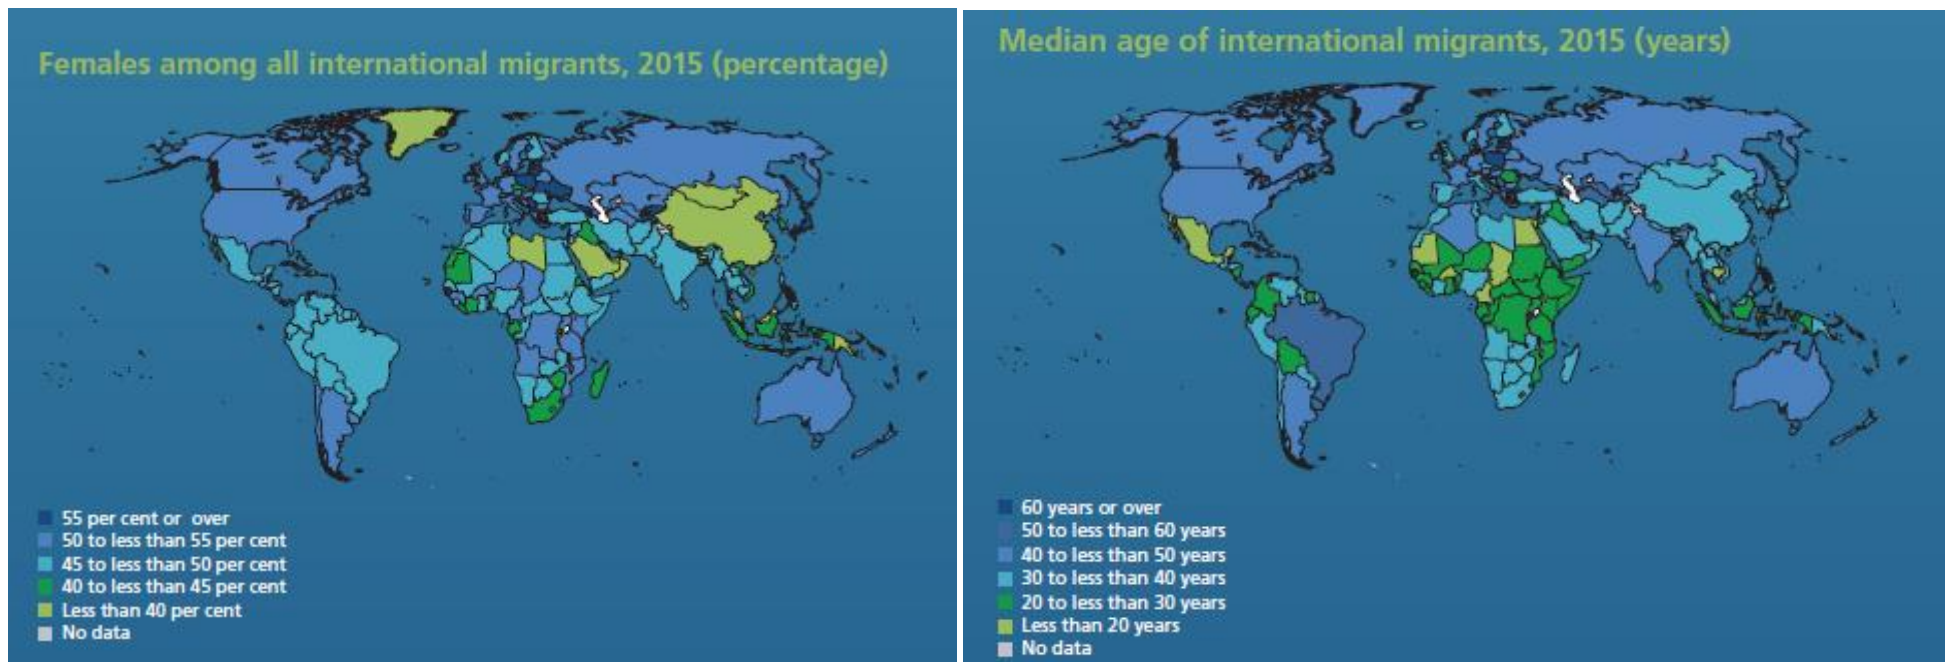 Females among all international migrants, 2015 (percentage)
55 per cent or over
50 to less than 55 per cent
45 to less than 50 per cent
40 to less than 45 per cent
Less than 40 per cent
No data
Median age of international migrants, 2015 (years)
60 years or over
50 to less than 60 years
40 to less than 50 years
30 to less than 40 years
20 to less than 30 years
Less than 20 years
No data